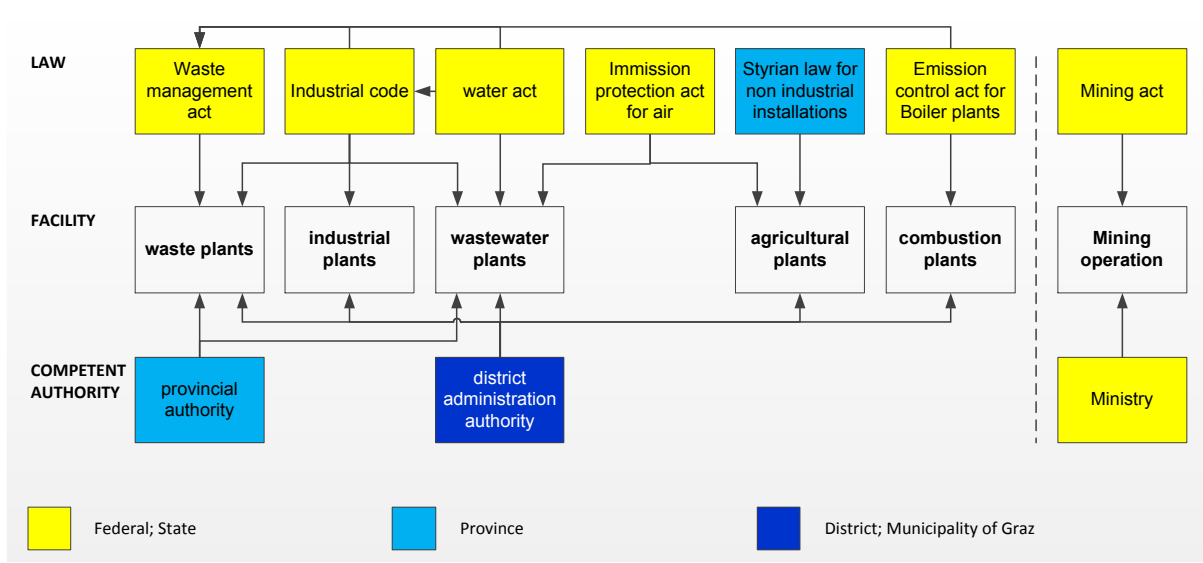 LAW
Waste
management
act
Industrial code
water act
Immission
protection act
for air
Styrian law for
non industrial
installations
Emission
control act for
Boiler plants
Mining act
FACILITY
waste plants
industrial
plants
wastewater
plants
agricultural
plants
combustion
plants
Mining
operation
COMPETENT
AUTHORITY
provincial
authority
district
administration
authority
Ministry
Federal; State
Province
District; Municipality of Graz